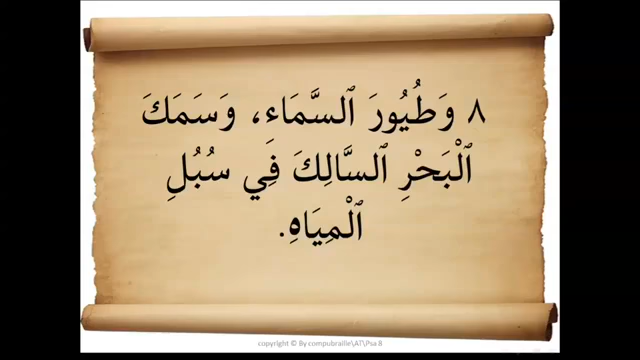 ٨ وَطُيُورَ ٱلسَّمَاء، وَسَمَكَ
ٱلْبَحْرِ ٱلسَّالِكَ فَِي سُبُلِ
ٱلْمِيَاهِ.
copyright © By compubraille\AT\Psa 8